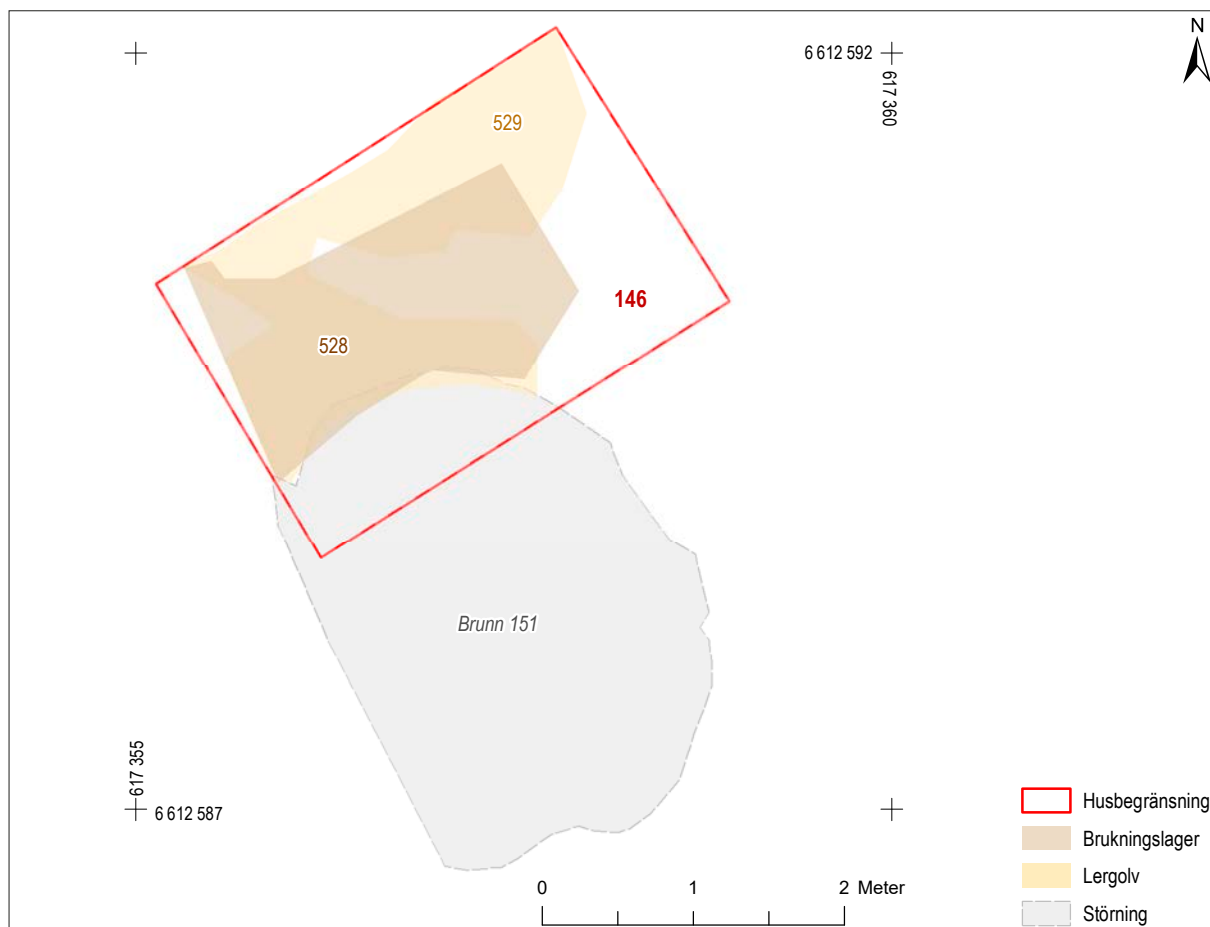 N
6 612 592
617 360
529
146
528
Brunn 151
617 355
6 612 587
Husbegränsning
Brukningslager
Lergolv
Störning
0 1 2 Meter